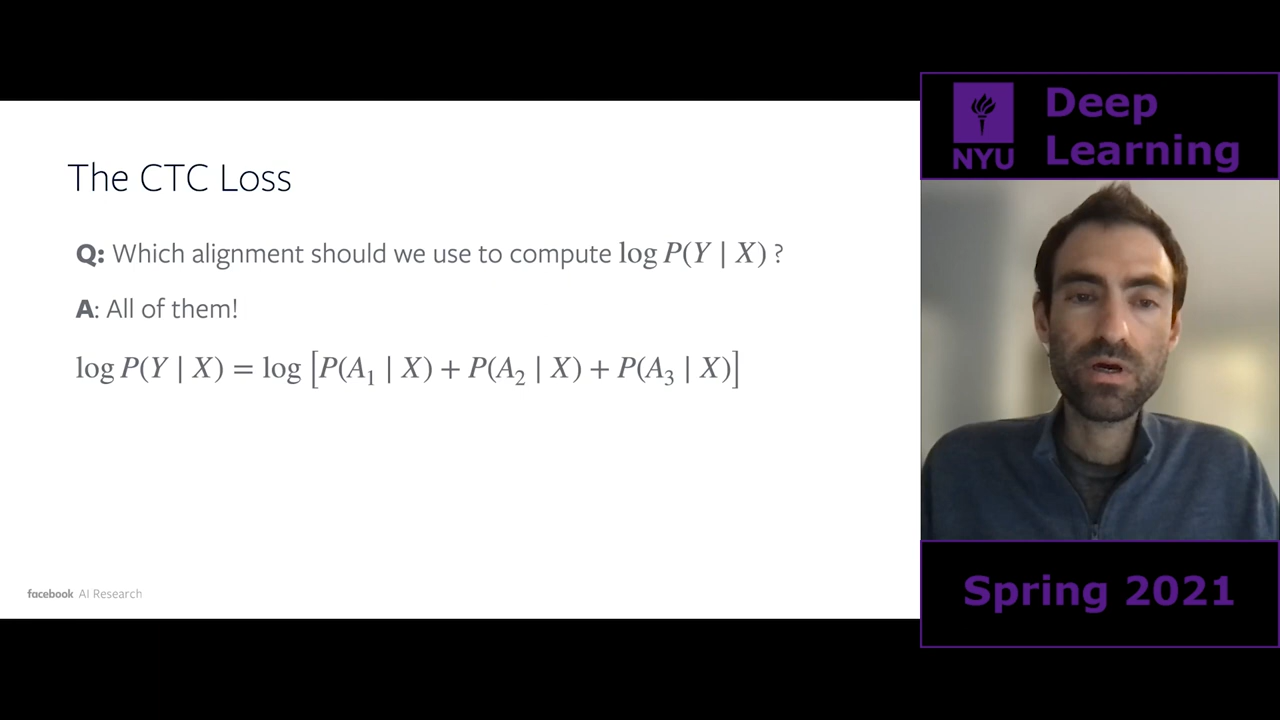 The CTC Loss
Q: Which alignment should we use to compute log P(Y | X) ?
A: All of them!
log P(Y | X) = log [P(A₁ | X) + P(A₂ | X) + P(A₃ | X)]
facebook AI Research
NYU
Deep
Learning
Spring 2021